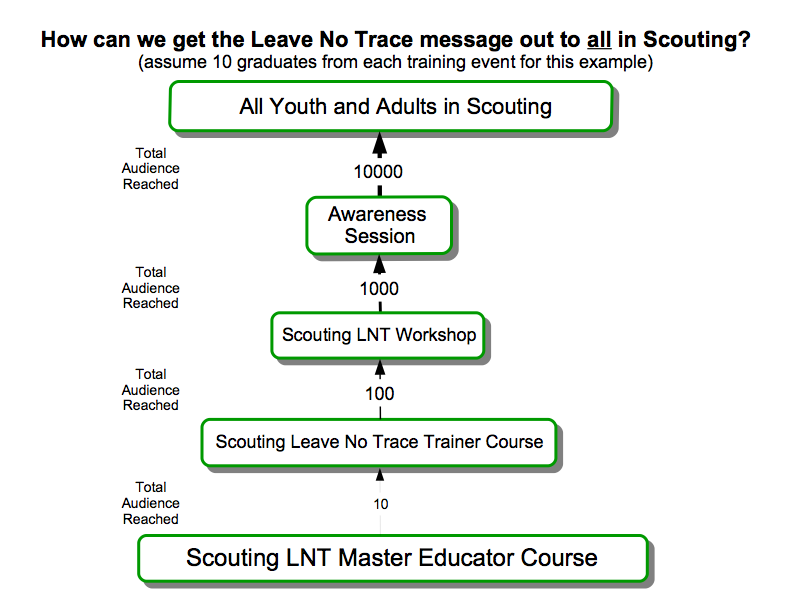 How can we get the Leave No Trace message out to all in Scouting?
(assume 10 graduates from each training event for this example)
All Youth and Adults in Scouting
Total
Audience
Reached
10000
Awareness
Session
Total
Audience
Reached
1000
Scouting LNT Workshop
Total
Audience
Reached
100
Scouting Leave No Trace Trainer Course
Total
Audience
Reached
10
Scouting LNT Master Educator Course